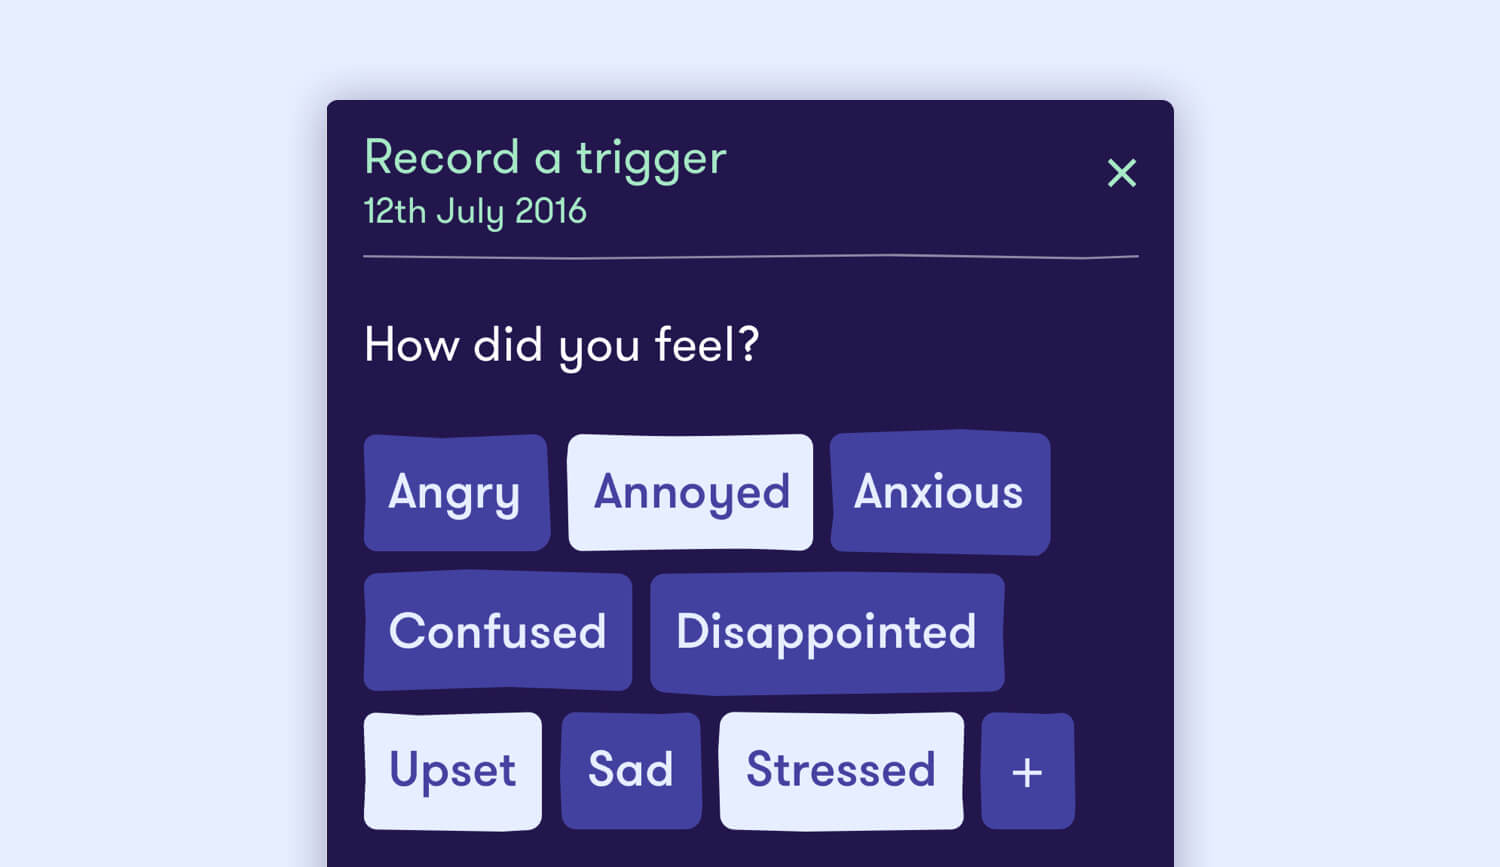 Record a trigger
12th July 2016
How did you feel?
Angry Annoyed Anxious
Confused Disappointed
Upset Sad Stressed +